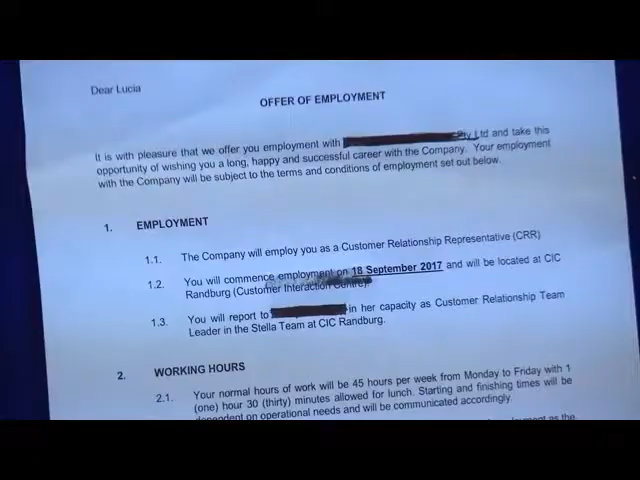 Dear Lucia
OFFER OF EMPLOYMENT
It is with pleasure that we offer you employment with Pty Ltd and take this
opportunity of wishing you a long, happy and successful career with the Company. Your employment
with the Company will be subject to the terms and conditions of employment set out below.
1. EMPLOYMENT
1.1. The Company will employ you as a Customer Relationship Representative (CRR)
1.2. You will commence employment on 18 September 2017 and will be located at CIC
Randburg (Customer Interaction Centre).
1.3. You will report to in her capacity as Customer Relationship Team
Leader in the Stella Team at CIC Randburg.
2. WORKING HOURS
2.1. Your normal hours of work will be 45 hours per week from Monday to Friday with 1
(one) hour 30 (thirty) minutes allowed for lunch. Starting and finishing times will be
dependent on operational needs and will be communicated accordingly.
as the